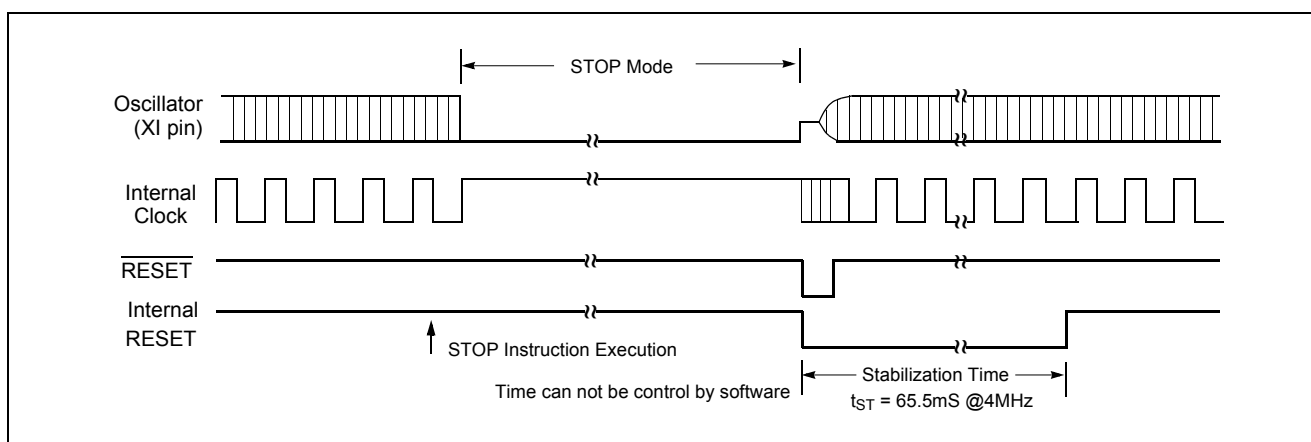 STOP Mode
Oscillator
(XI pin)
Internal
Clock
RESET
Internal
RESET
STOP Instruction Execution
Time can not be control by software
Stabilization Time
tST = 65.5mS @4MHz